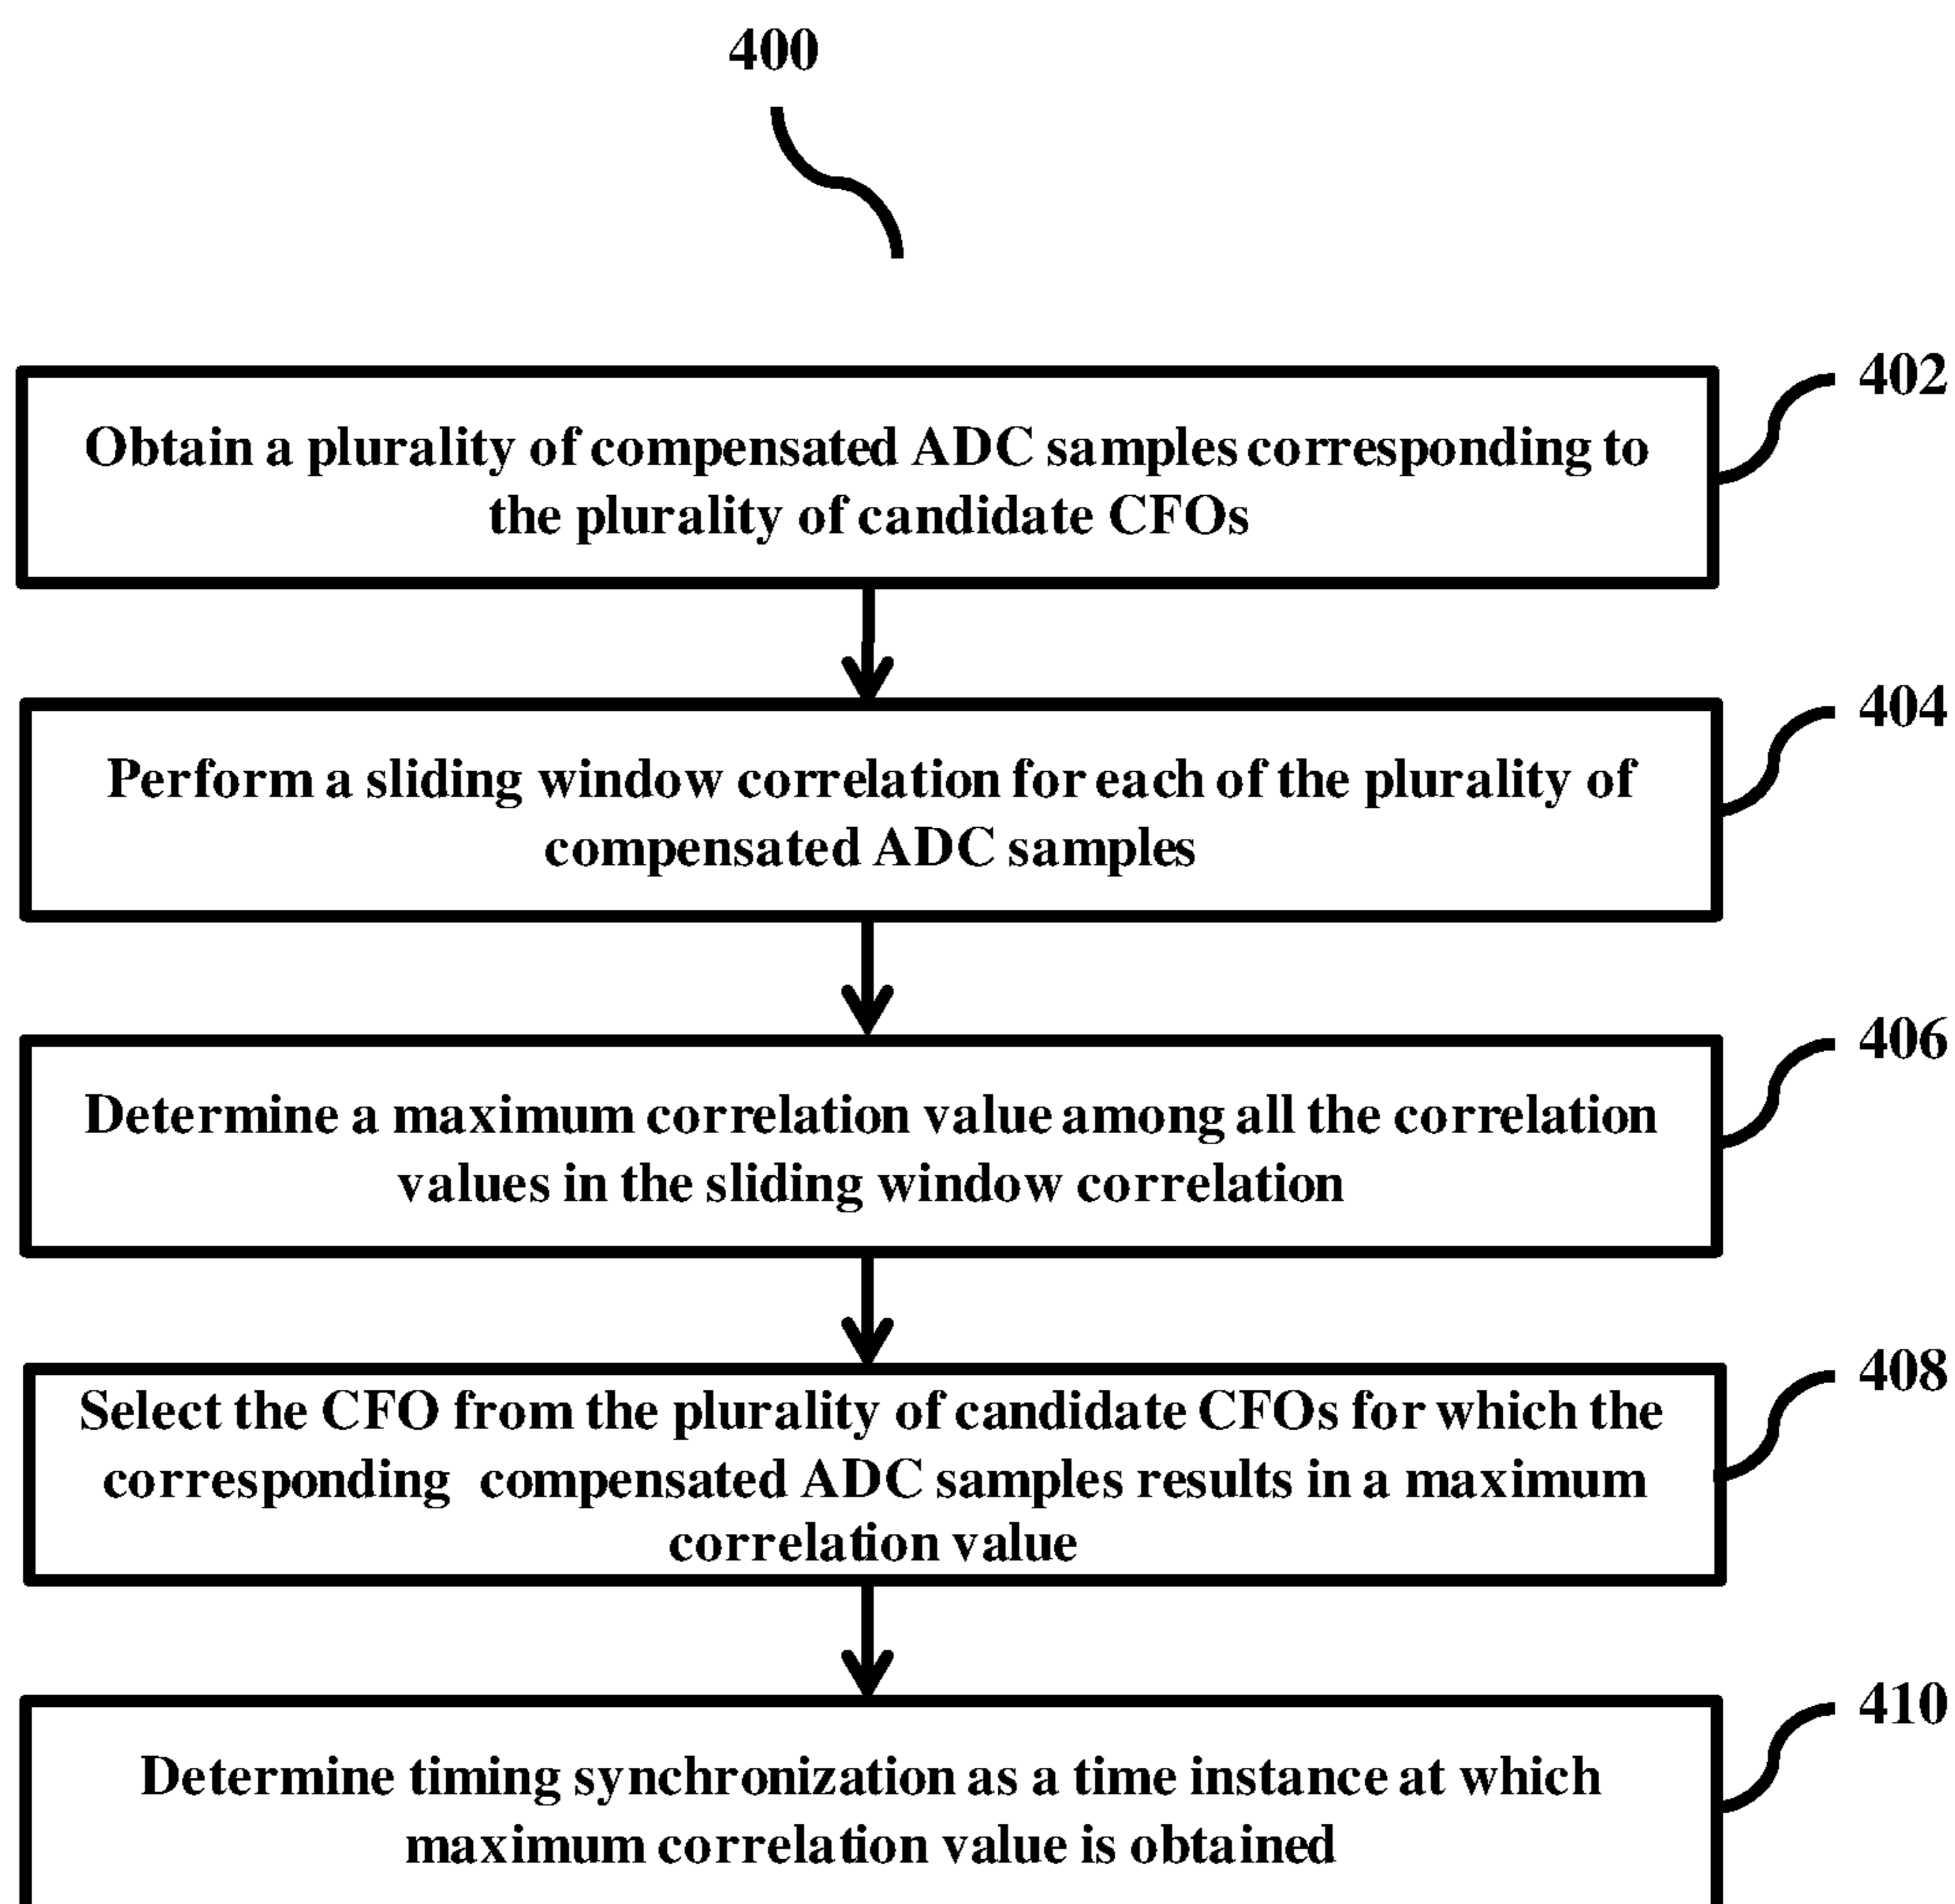 400
402
Obtain a plurality of compensated ADC samples corresponding to
the plurality of candidate CFOs
404
Perform a sliding window correlation for each of the plurality of
compensated ADC samples
406
Determine a maximum correlation value among all the correlation
values in the sliding window correlation
408
Select the CFO from the plurality of candidate CFOs for which the
corresponding compensated ADC samples results in a maximum
correlation value
410
Determine timing synchronization as a time instance at which
maximum correlation value is obtained